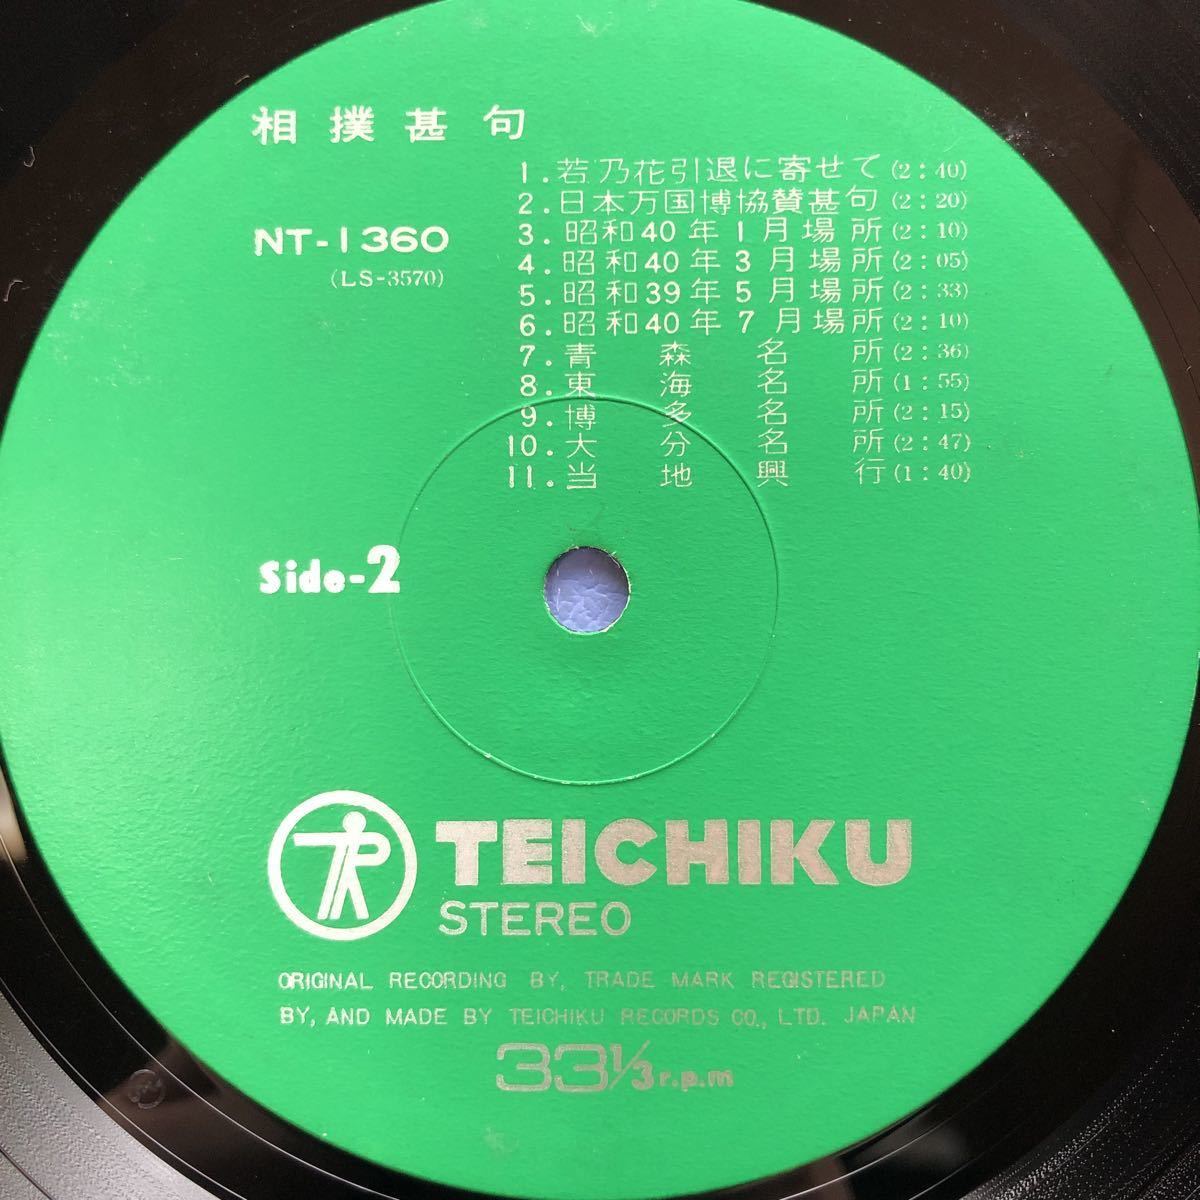 相撲甚句
NT-1360
(LS-3570)
1.若乃花引退に寄せて(2:40)
2.日本万国博協賛甚句(2:20)
3.昭和40年1月場所(2:10)
4.昭和40年3月場所(2:05)
5.昭和39年5月場所(2:33)
6.昭和40年7月場所(2:10)
7.青森名所(2:36)
8.東海名所(1:55)
9.博多名所(2:15)
10.大分名所(2:47)
11.当地興行(1:40)
Side-2
TEICHIKU
STEREO
ORIGINAL RECORDING BY, TRADE MARK REGISTERED
BY, AND MADE BY TEICHIKU RECORDS CO., LTD. JAPAN
33 1/3 r.p.m